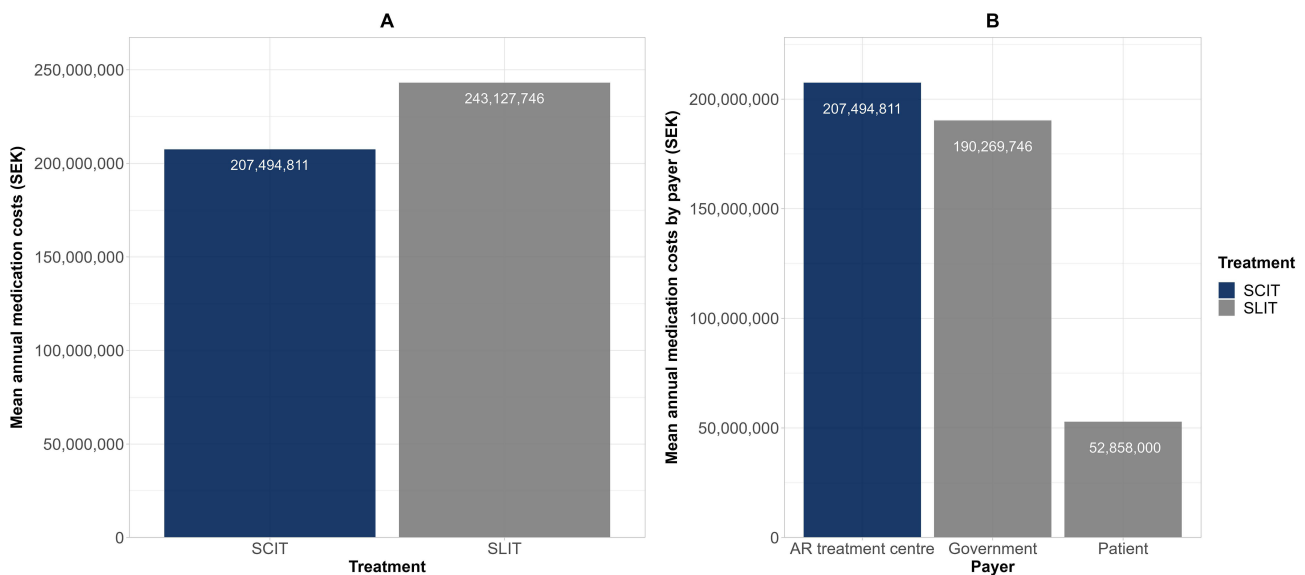 A
Mean annual medication costs (SEK)
250,000,000
200,000,000
150,000,000
100,000,000
50,000,000
0
243,127,746
207,494,811
SCIT
SLIT
Treatment
B
Mean annual medication costs by payer (SEK)
200,000,000
150,000,000
100,000,000
50,000,000
0
207,494,811
190,269,746
52,858,000
AR treatment centre
Government
Patient
Payer
Treatment
SCIT
SLIT